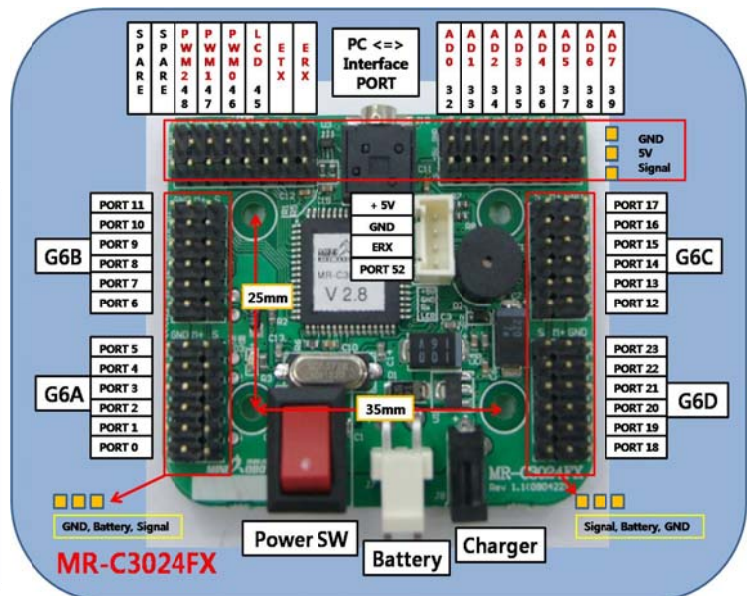 SPARE
SPARE
PWM2 48
PWM1 47
PWM0 46
LCD 45
ETX
ERX
PC <=>
Interface
PORT
AD0 32
AD1 33
AD2 34
AD3 35
AD4 36
AD5 37
AD6 38
AD7 39
GND
5V
Signal
PORT 11
PORT 10
PORT 9
PORT 8
PORT 7
PORT 6
G6B
+ 5V
GND
ERX
PORT 52
PORT 17
PORT 16
PORT 15
PORT 14
PORT 13
PORT 12
G6C
V 2.8
25mm
PORT 5
PORT 4
PORT 3
PORT 2
PORT 1
PORT 0
G6A
35mm
PORT 23
PORT 22
PORT 21
PORT 20
PORT 19
PORT 18
G6D
MR-C3024FX
GND, Battery, Signal
Signal, Battery, GND
Power SW
Battery
Charger
MR-C3024FX